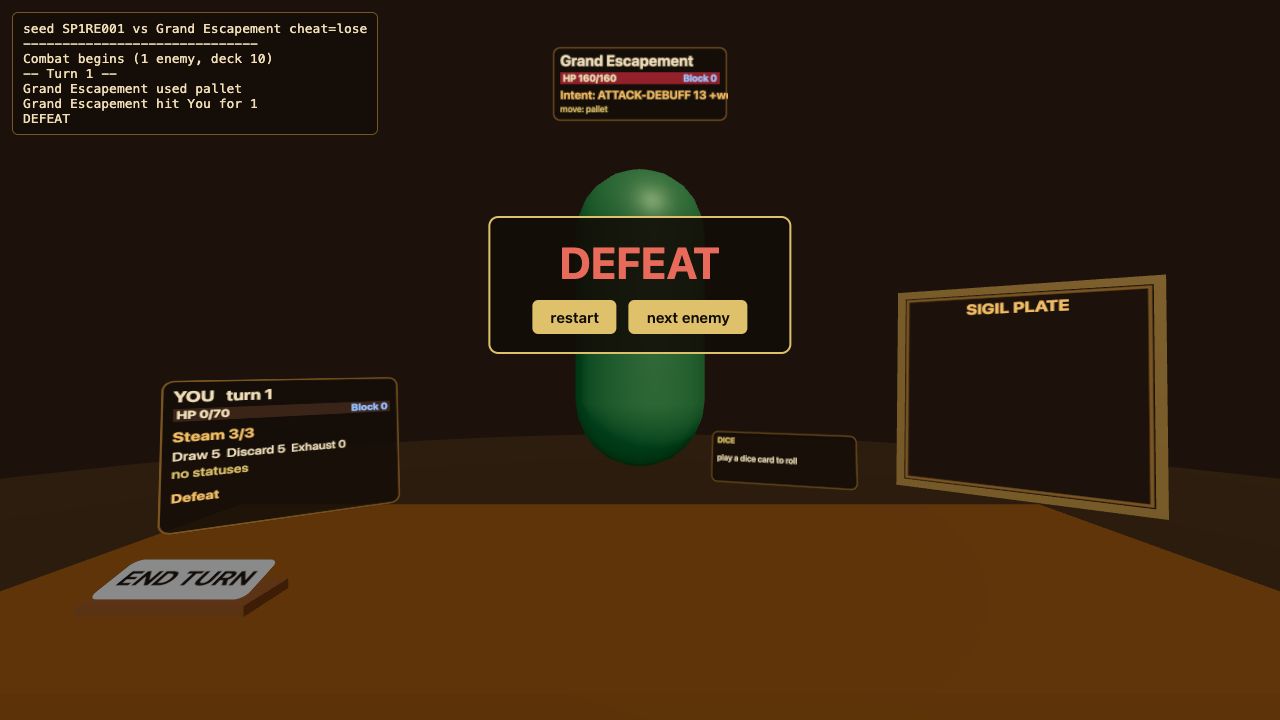 seed SP1RE001 vs Grand Escapement cheat=lose
——————————————————————————————
Combat begins (1 enemy, deck 10)
—— Turn 1 ——
Grand Escapement used pallet
Grand Escapement hit You for 1
DEFEAT
Grand Escapement
HP 160/160 Block 0
Intent: ATTACK-DEBUFF 13
move: pallet
DEFEAT
restart next enemy
SIGIL PLATE
YOU turn 1
HP 0/70 Block 0
Steam 3/3
Draw 5 Discard 5 Exhaust 0
no statuses
Defeat
DICE
play a dice card to roll
END TURN